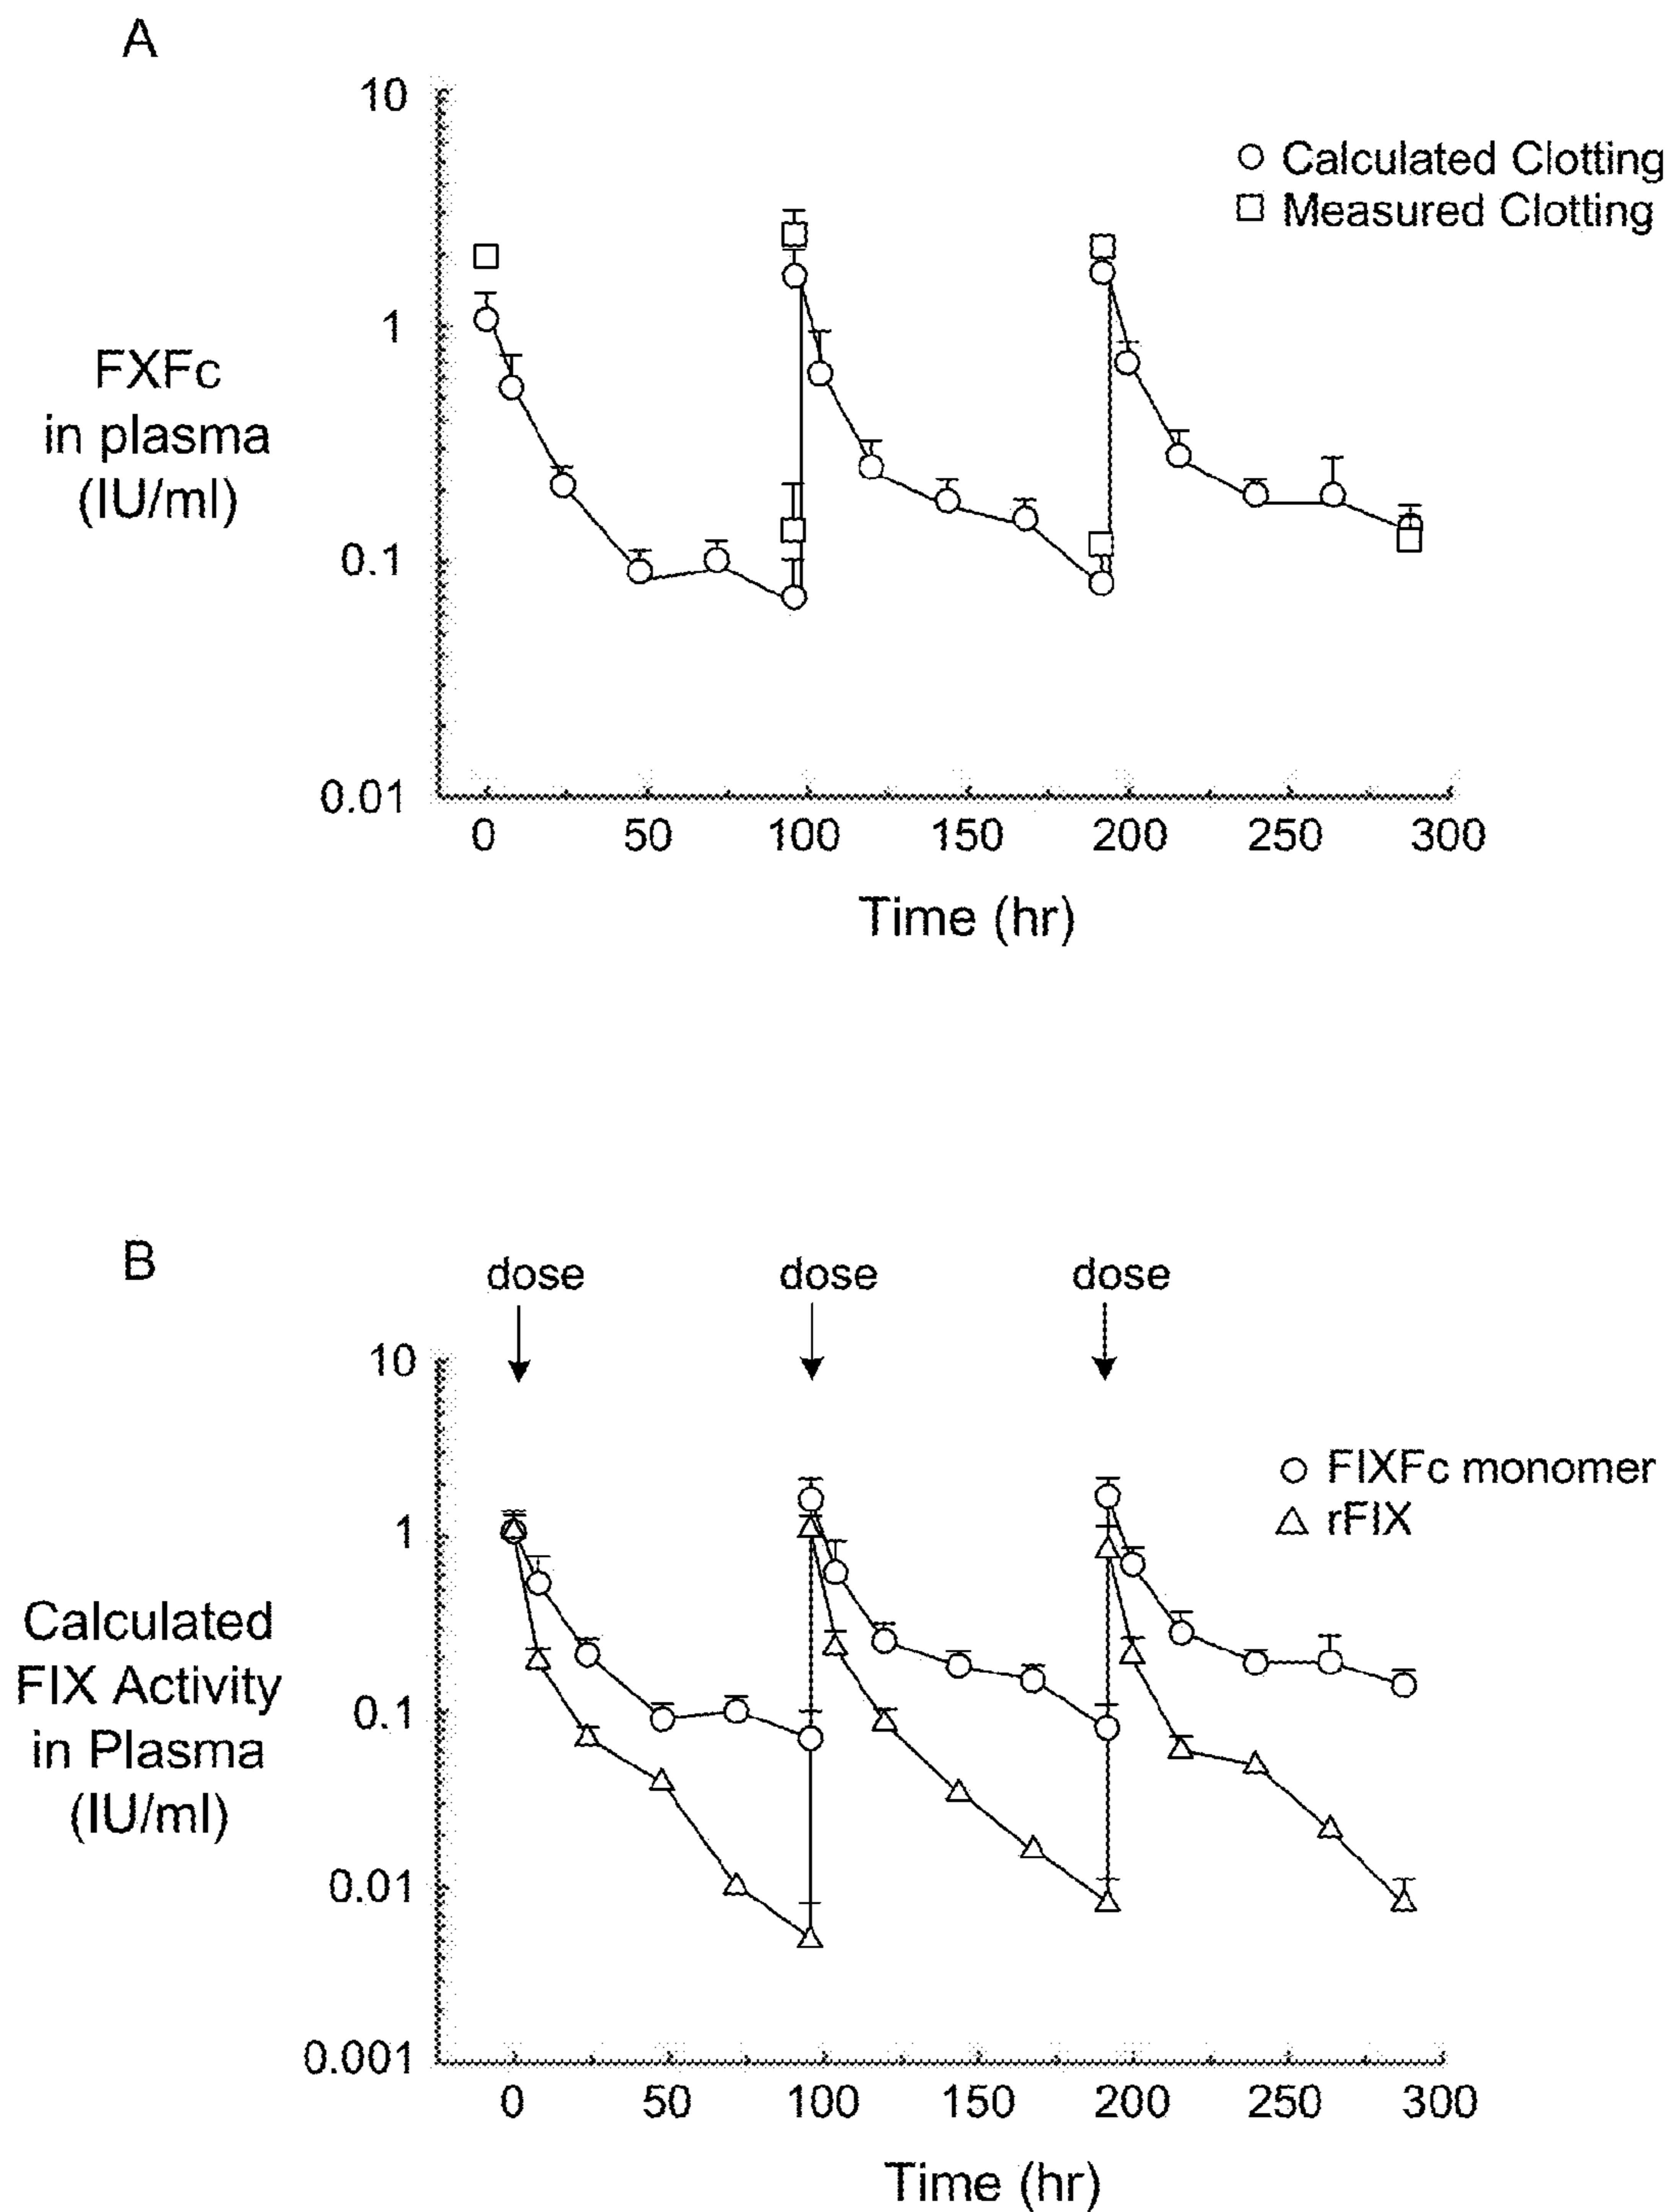 A
10
1
0.1
0.01
FXFc
in plasma
(IU/ml)
○ Calculated Clotting
□ Measured Clotting
0 50 100 150 200 250 300
Time (hr)
B
dose dose dose
10
1
0.1
0.01
0.001
Calculated
FIX Activity
in Plasma
(IU/ml)
○ FIXFc monomer
△ rFIX
0 50 100 150 200 250 300
Time (hr)